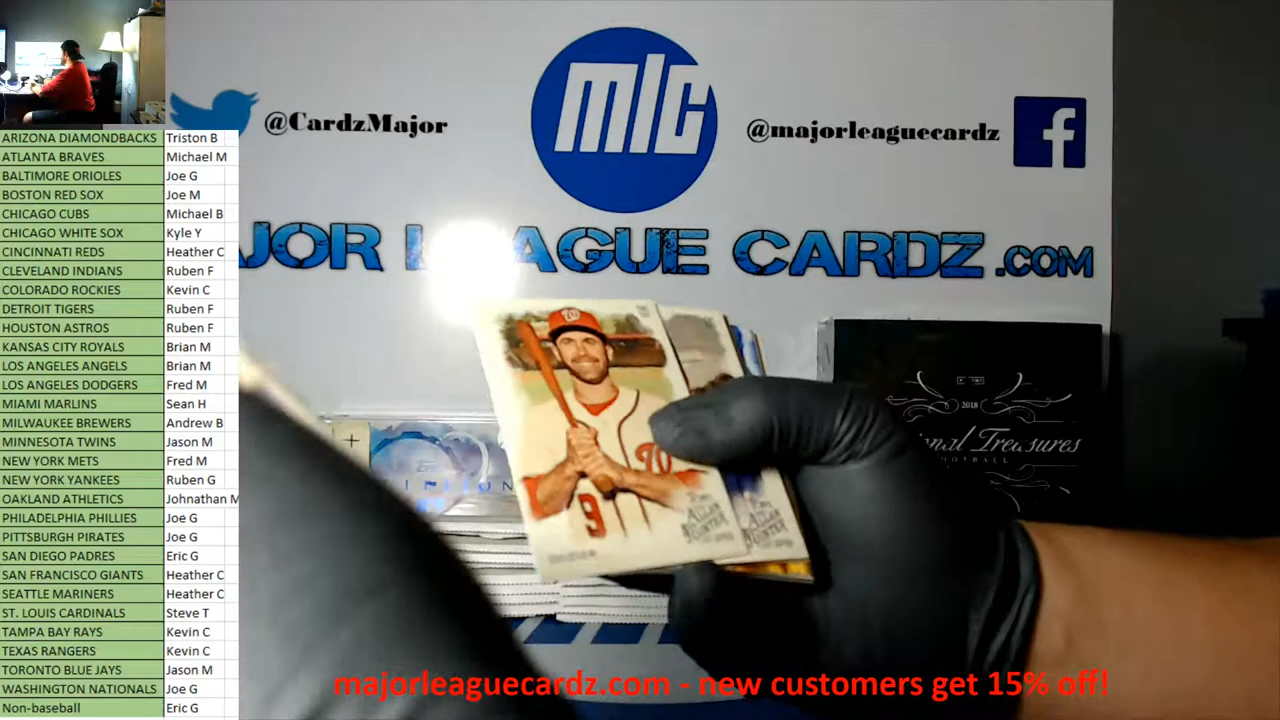 @CardzMajor
mlc
@majorleaguecardz
f
JOR L AGUE CARDZ.COM
ARIZONA DIAMONDBACKS Triston B
ATLANTA BRAVES Michael M
BALTIMORE ORIOLES Joe G
BOSTON RED SOX Joe M
CHICAGO CUBS Michael B
CHICAGO WHITE SOX Kyle Y
CINCINNATI REDS Heather C
CLEVELAND INDIANS Ruben F
COLORADO ROCKIES Kevin C
DETROIT TIGERS Ruben F
HOUSTON ASTROS Ruben F
KANSAS CITY ROYALS Brian M
LOS ANGELES ANGELS Brian M
LOS ANGELES DODGERS Fred M
MIAMI MARLINS Sean H
MILWAUKEE BREWERS Andrew B
MINNESOTA TWINS Jason M
NEW YORK METS Fred M
NEW YORK YANKEES Ruben G
OAKLAND ATHLETICS Johnathan M
PHILADELPHIA PHILLIES Joe G
PITTSBURGH PIRATES Joe G
SAN DIEGO PADRES Eric G
SAN FRANCISCO GIANTS Heather C
SEATTLE MARINERS Heather C
ST. LOUIS CARDINALS Steve T
TAMPA BAY RAYS Kevin C
TEXAS RANGERS Kevin C
TORONTO BLUE JAYS Jason M
WASHINGTON NATIONALS Joe G
Non-baseball Eric G
W
W
9
Topps
ALLEN
GINTER
2018
onal Treasures
FOOTBALL
majorleaguecardz.com - new customers get 15% off!